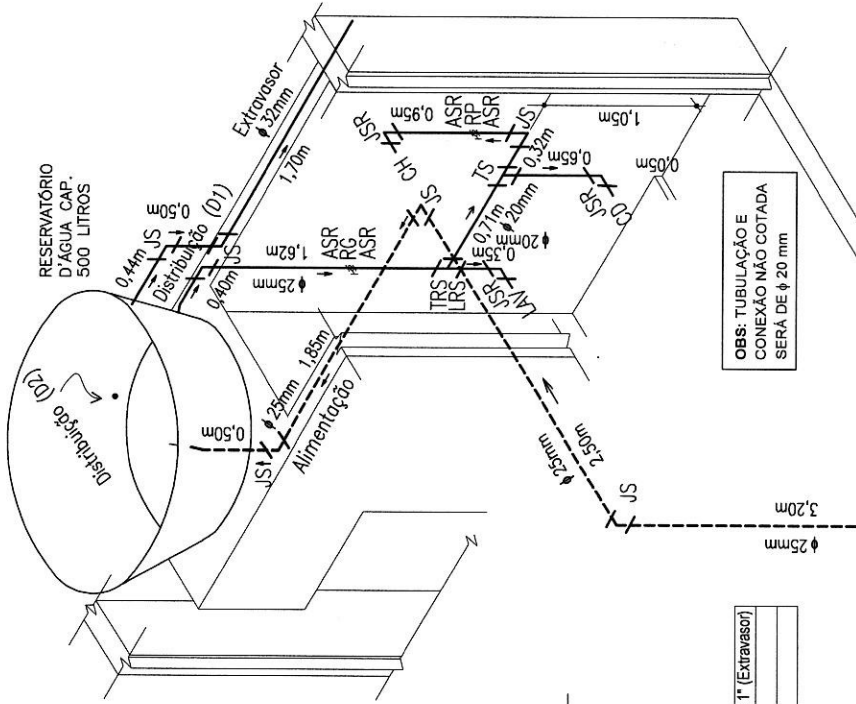 RESERVATÓRIO
D'ÁGUA CAP.
500 LITROS
Distribuição (D2)
Extravasor
ϕ 32mm
1,70m
0,50m
JS
0,44m
Distribuição (D1)
JS
0,40m
ϕ 25mm
1,62m
ASR
RG
ASR
JSR
CH
0,95m
ASR
RP
ASR
JS
TS
0,32m
0,71m
ϕ 20mm
ϕ 20mm
0,35m
TRS
LRS
JSR
LAV
0,65m
JSR
CD
1,05m
0,05m
JS
1,85m
ϕ 25mm
Alimentação
0,50m
JS
2,50m
ϕ 25mm
JS
3,20m
ϕ 25mm
OBS: TUBULAÇÃO E
CONEXÃO NÃO COTADA
SERÁ DE ϕ 20 mm
1" (Extravasor)